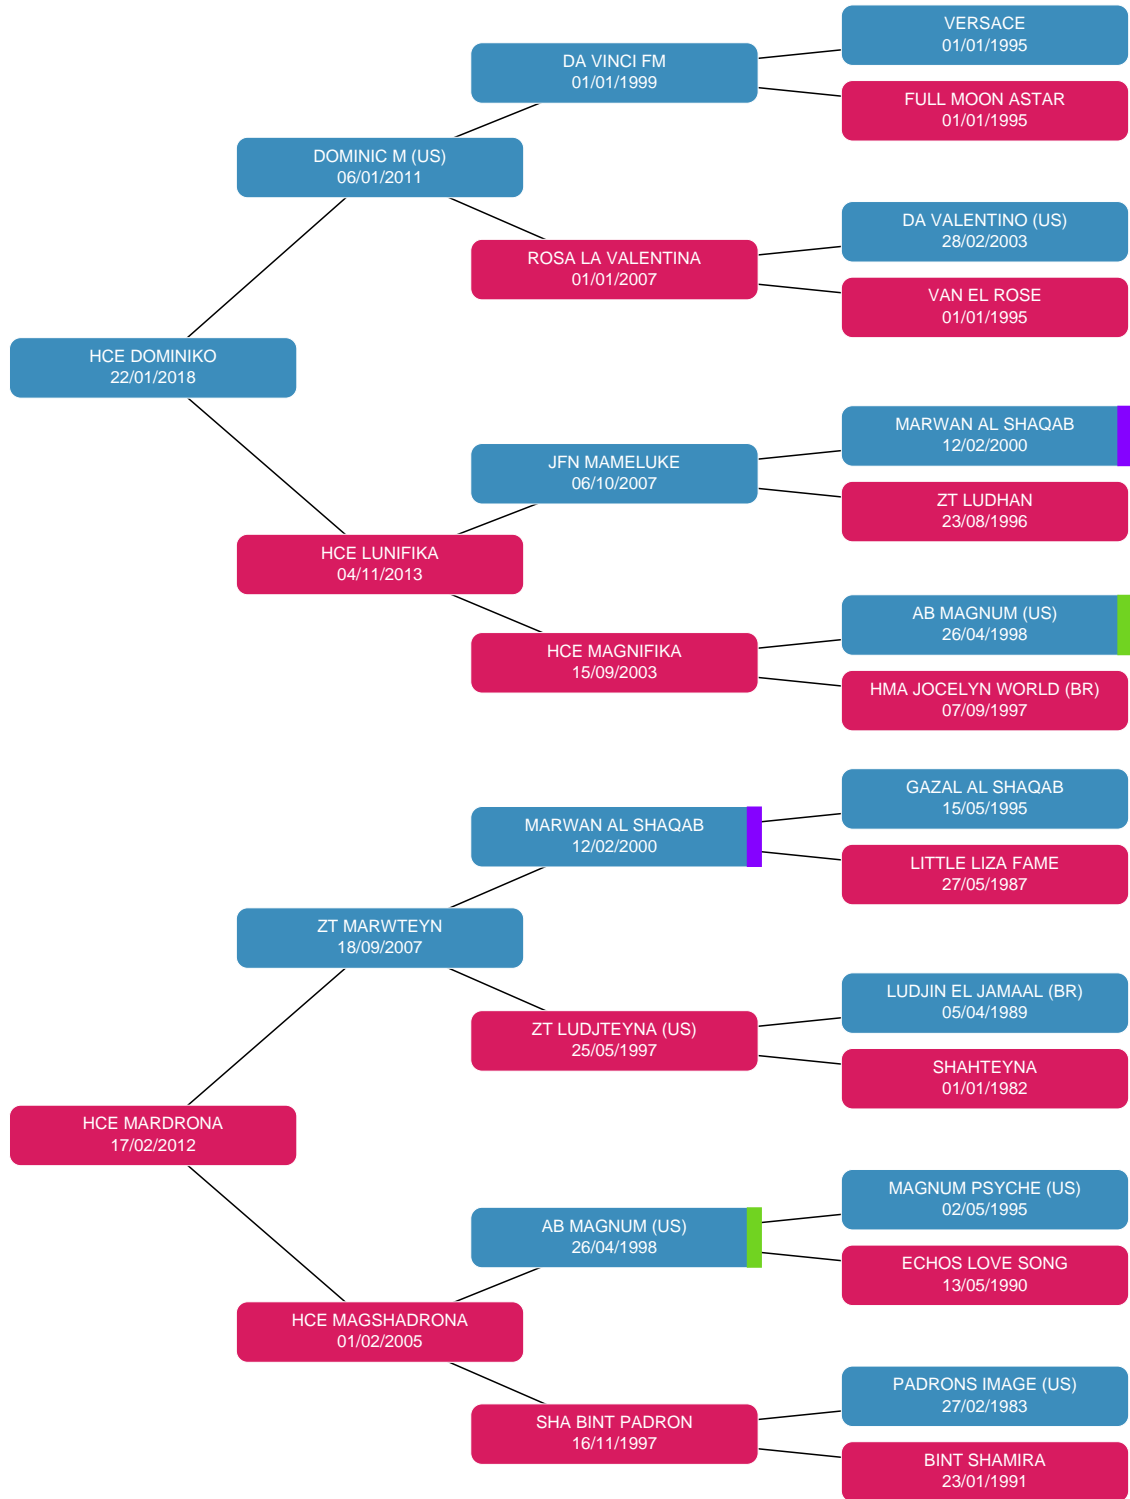 VERSACE
01/01/1995
DA VINCI FM
01/01/1999
FULL MOON ASTAR
01/01/1995
DOMINIC M (US)
06/01/2011
DA VALENTINO (US)
28/02/2003
ROSA LA VALENTINA
01/01/2007
VAN EL ROSE
01/01/1995
HCE DOMINIKO
22/01/2018
MARWAN AL SHAQAB
12/02/2000
JFN MAMELUKE
06/10/2007
ZT LUDHAN
23/08/1996
HCE LUNIFIKA
04/11/2013
AB MAGNUM (US)
26/04/1998
HCE MAGNIFIKA
15/09/2003
HMA JOCELYN WORLD (BR)
07/09/1997
GAZAL AL SHAQAB
15/05/1995
MARWAN AL SHAQAB
12/02/2000
LITTLE LIZA FAME
27/05/1987
ZT MARWTEYN
18/09/2007
LUDJIN EL JAMAAL (BR)
05/04/1989
ZT LUDJTEYNA (US)
25/05/1997
SHAHTEYNA
01/01/1982
HCE MARDRONA
17/02/2012
MAGNUM PSYCHE (US)
02/05/1995
AB MAGNUM (US)
26/04/1998
ECHOS LOVE SONG
13/05/1990
HCE MAGSHADRONA
01/02/2005
PADRONS IMAGE (US)
27/02/1983
SHA BINT PADRON
16/11/1997
BINT SHAMIRA
23/01/1991